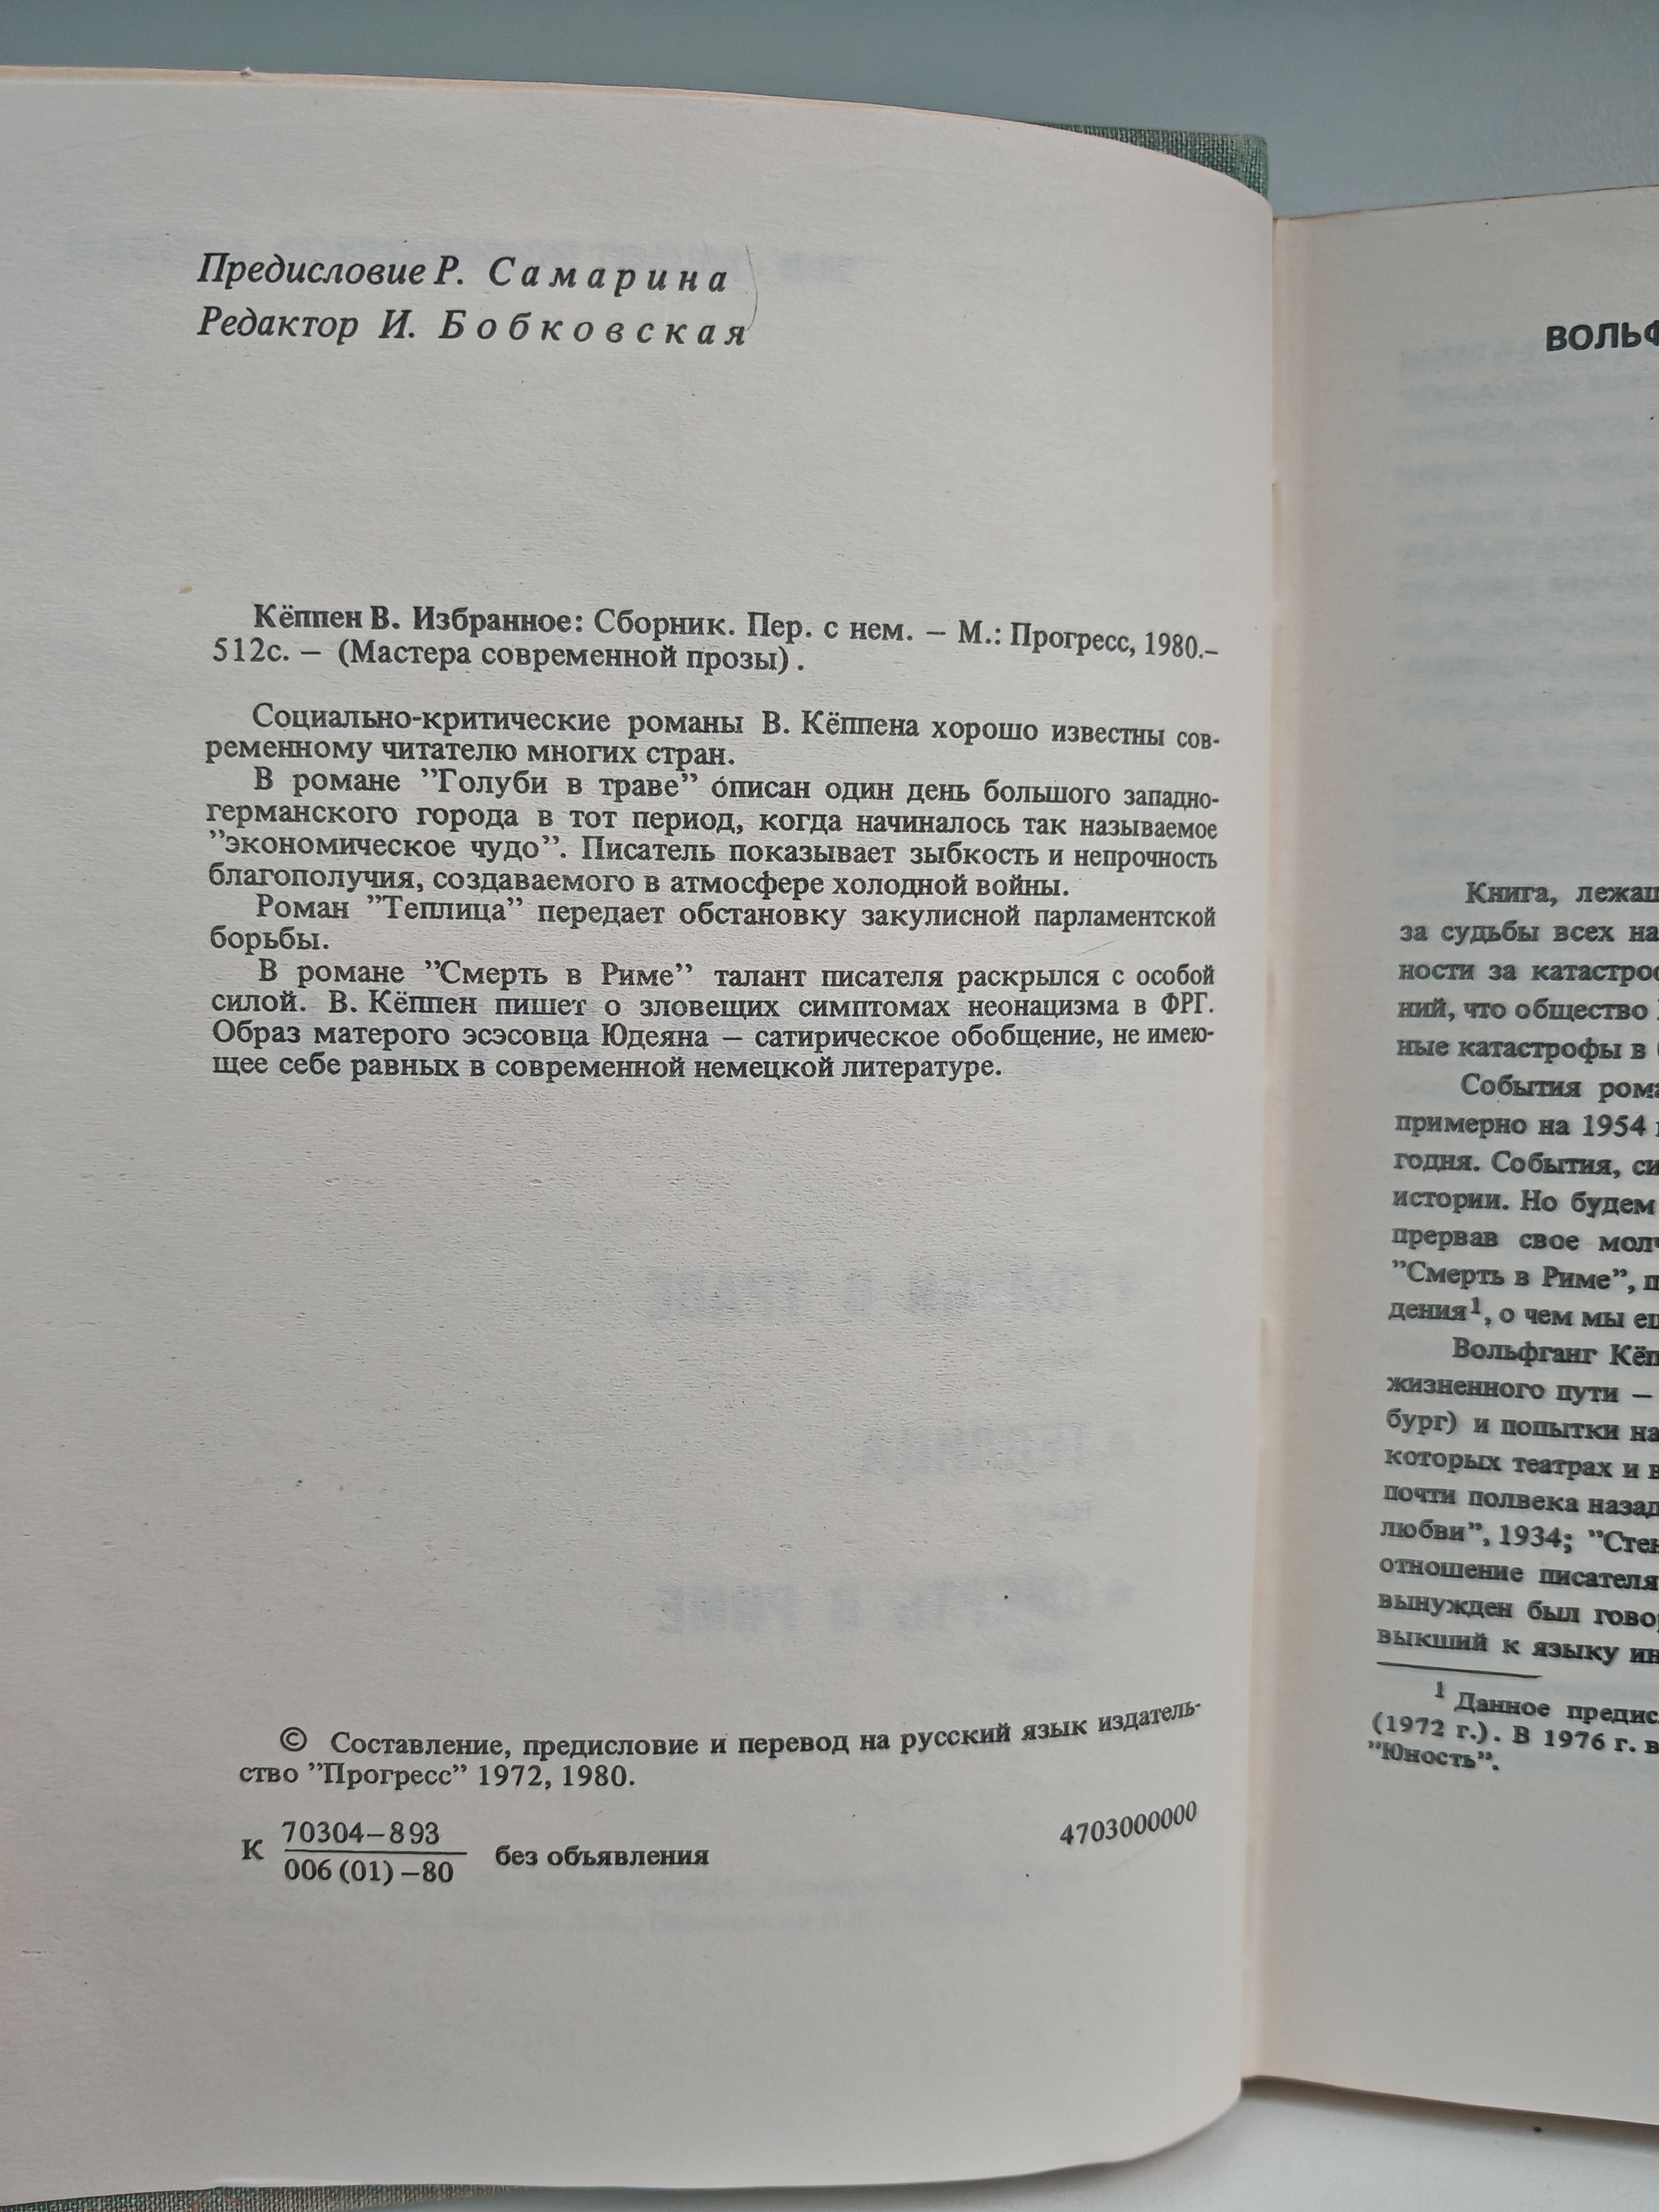 Предисловие Р. Самарина
Редактор И. Бобковская
Кёппен В. Избранное: Сборник. Пер. с нем. – М.: Прогресс, 1980.–
512с. – (Мастера современной прозы).
Социально-критические романы В. Кёппена хорошо известны сов-
ременному читателю многих стран.
В романе ”Голуби в траве” описан один день большого западно-
германского города в тот период, когда начиналось так называемое
”экономическое чудо”. Писатель показывает зыбкость и непрочность
благополучия, создаваемого в атмосфере холодной войны.
Роман ”Теплица” передает обстановку закулисной парламентской
борьбы.
В романе ”Смерть в Риме” талант писателя раскрылся с особой
силой. В. Кёппен пишет о зловещих симптомах неонацизма в ФРГ.
Образ матерого эсэсовца Юдеяна – сатирическое обобщение, не имею-
щее себе равных в современной немецкой литературе.
© Составление, предисловие и перевод на русский язык издатель-
ство ”Прогресс” 1972, 1980.
К 70304–893
006 (01) –80 без объявления 4703000000
ВОЛЬФ
Книга, лежащ
за судьбы всех на
ности за катастроф
ний, что общество
ные катастрофы в
События рома
примерно на 1954
годня. События, си
истории. Но будем
прервав свое молч
”Смерть в Риме”, п
дения¹, о чем мы ещ
Вольфганг Кёп
жизненного пути –
бург) и попытки на
которых театрах и в
почти полвека назад
любви”, 1934; ”Стен
отношение писателя
вынужден был говор
выкший к языку ин
¹ Данное предисл
(1972 г.). В 1976 г. в
”Юность”.